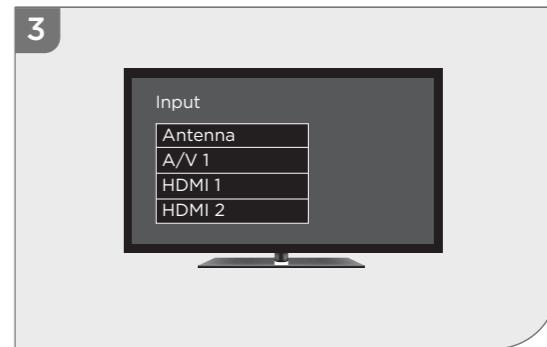 3
Input
Antenna
A/V 1
HDMI 1
HDMI 2